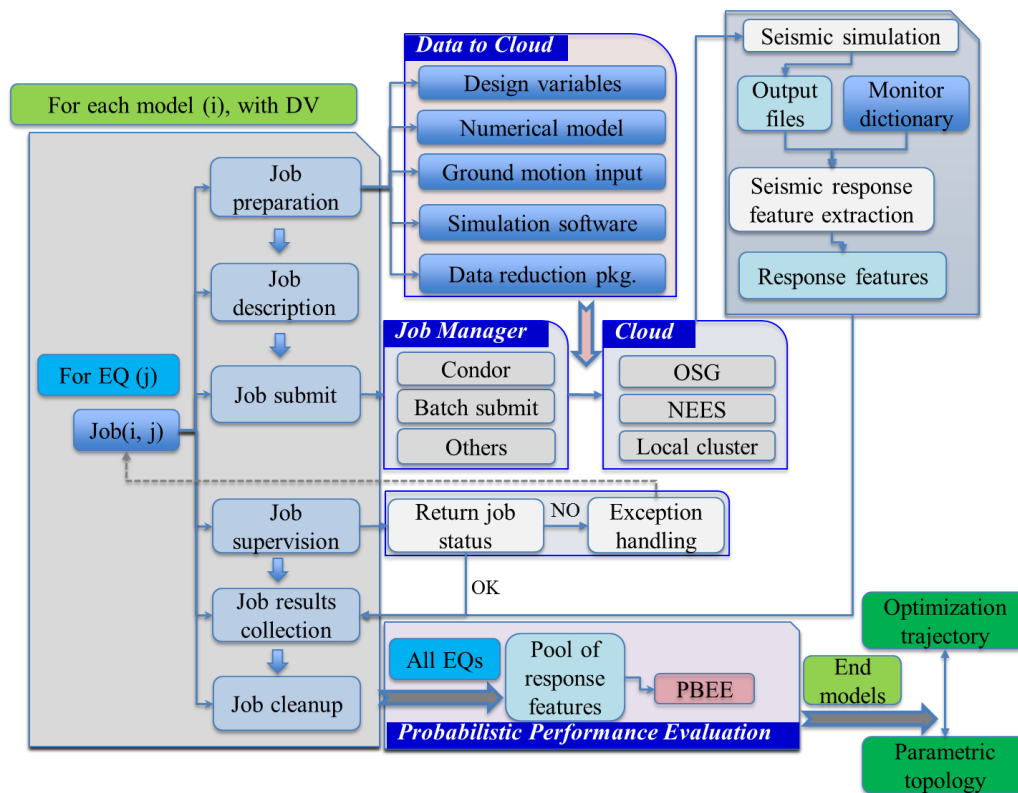 For each model (i), with DV
Job
preparation
Job
description
Job submit
For EQ (j)
Job(i, j)
Job
supervision
Job results
collection
Job cleanup
Data to Cloud
Design variables
Numerical model
Ground motion input
Simulation software
Data reduction pkg.
Job Manager
Condor
Batch submit
Others
Cloud
OSG
NEES
Local cluster
Seismic simulation
Output
files
Monitor
dictionary
Seismic response
feature extraction
Response features
Return job
status
NO
Exception
handling
OK
All EQs
Pool of
response
features
PBEE
Probabilistic Performance Evaluation
End
models
Optimization
trajectory
Parametric
topology